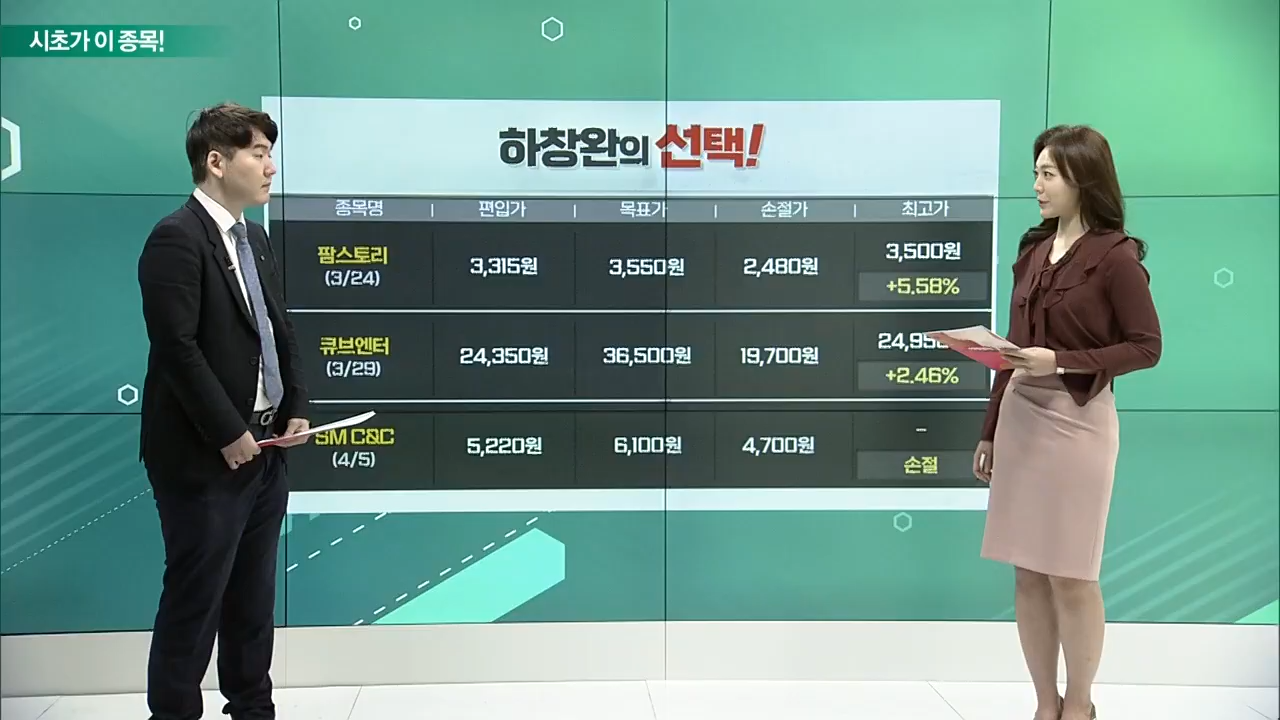 시초가 이 종목!
하창완의 선택!
종목명 | 편입가 | 목표가 | 손절가 | 최고가
팜스토리 3,315원 3,550원 2,480원 3,500원
(3/24) +5.58%
큐브엔터 24,350원 36,500원 19,700원 24,95
(3/29) +2.46%
SM C&C 5,220원 6,100원 4,700원 -
(4/5) 손절